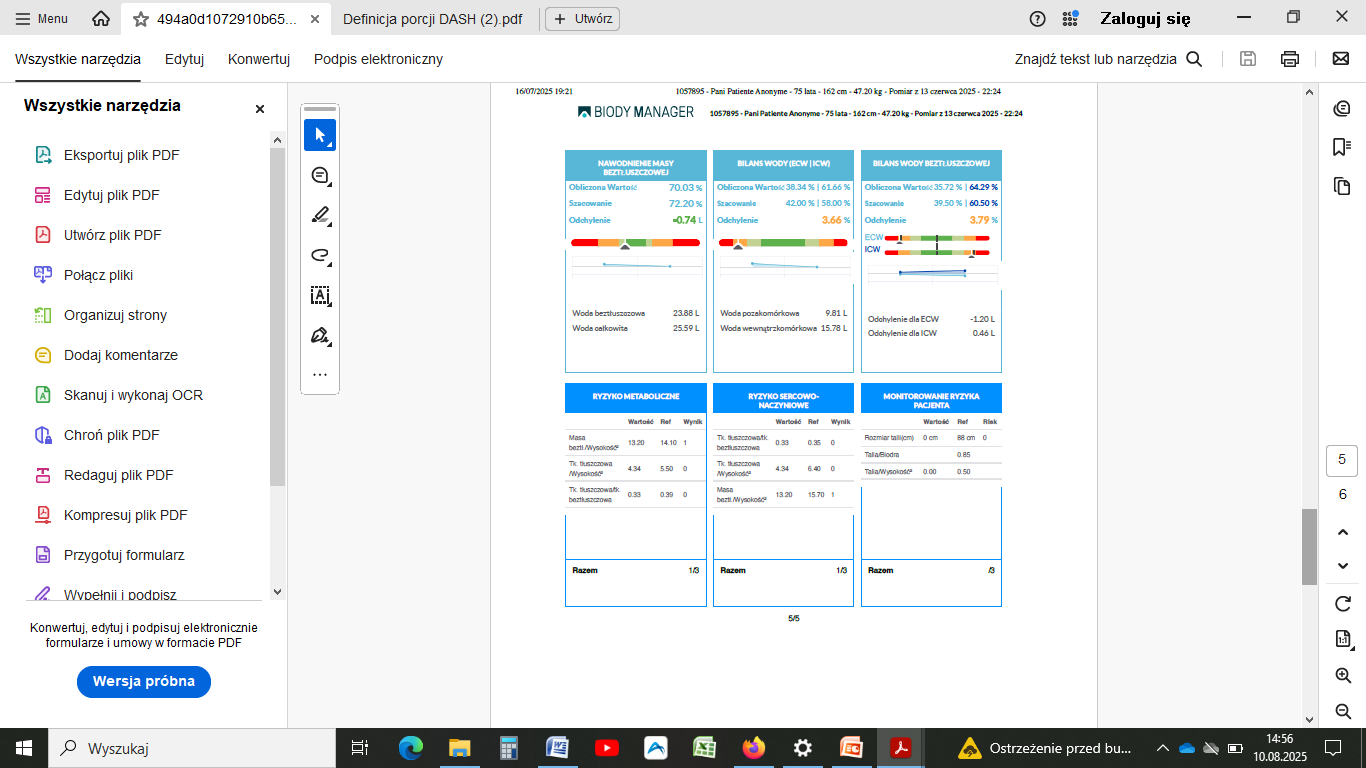 Menu
494a0d1072910b65...
Definicja porcji DASH (2).pdf
Utwórz
Zaloguj się
Wszystkie narzędzia
Edytuj
Konwertuj
Podpis elektroniczny
Znajdź tekst lub narzędzia
Wszystkie narzędzia
Eksportuj plik PDF
Edytuj plik PDF
Utwórz plik PDF
Połącz pliki
Organizuj strony
Dodaj komentarze
Skanuj i wykonaj OCR
Chroń plik PDF
Redaguj plik PDF
Kompresuj plik PDF
Przygotuj formularz
Wypełnij i podpisz
Konwertuj, edytuj i podpisuj elektronicznie
formularze i umowy w formacie PDF
Wersja próbna
16/07/2025 19:21
1057895 - Pani Patiente Anonyme - 75 lata - 162 cm - 47.20 kg - Pomiar z 13 czerwca 2025 - 22:24
BIODY MANAGER
1057895 - Pani Patiente Anonyme - 75 lata - 162 cm - 47.20 kg - Pomiar z 13 czerwca 2025 - 22:24
NAWODNIENIE MASY
BEZTŁUSZCZOWEJ
Obliczona Wartość 70.03 %
Szacowanie 72.20 %
Odchylenie -0.74 L
Woda beztłuszczowa 23.88 L
Woda całkowita 25.59 L
BILANS WODY (ECW | ICW)
Obliczona Wartość 38.34 % | 61.66 %
Szacowanie 42.00 % | 58.00 %
Odchylenie 3.66 %
Woda pozakomórkowa 9.81 L
Woda wewnątrzkomórkowa 15.78 L
BILANS WODY BEZTŁUSZCZOWEJ
Obliczona Wartość 35.72 % | 64.29 %
Szacowanie 39.50 % | 60.50 %
Odchylenie 3.79 %
ECW
ICW
Odchylenie dla ECW -1.20 L
Odchylenie dla ICW 0.46 L
RYZYKO METABOLICZNE
Wartość Ref Wynik
Masa
beztł./Wysokość² 13.20 14.10 1
Tk. tłuszczowa
/Wysokość² 4.34 5.50 0
Tk. tłuszczowa/tk.
beztłuszczowa 0.33 0.39 0
Razem 1/3
RYZYKO SERCOWO-
NACZYNIOWE
Wartość Ref Wynik
Tk. tłuszczowa/tk.
beztłuszczowa 0.33 0.35 0
Tk. tłuszczowa
/Wysokość² 4.34 6.40 0
Masa
beztł./Wysokość² 13.20 15.70 1
Razem 1/3
MONITOROWANIE RYZYKA
PACJENTA
Wartość Ref Risk
Rozmiar talii(cm) 0 cm 88 cm 0
Talia/Biodra 0.85
Talia/Wysokość² 0.00 0.50
Razem /3
5/5
5
6
1:1
Wyszukaj
Ostrzeżenie przed bu...
14:56
10.08.2025